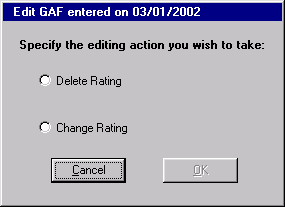 Edit GAF entered on 03/01/2002
Specify the editing action you wish to take:
Delete Rating
Change Rating
Cancel OK